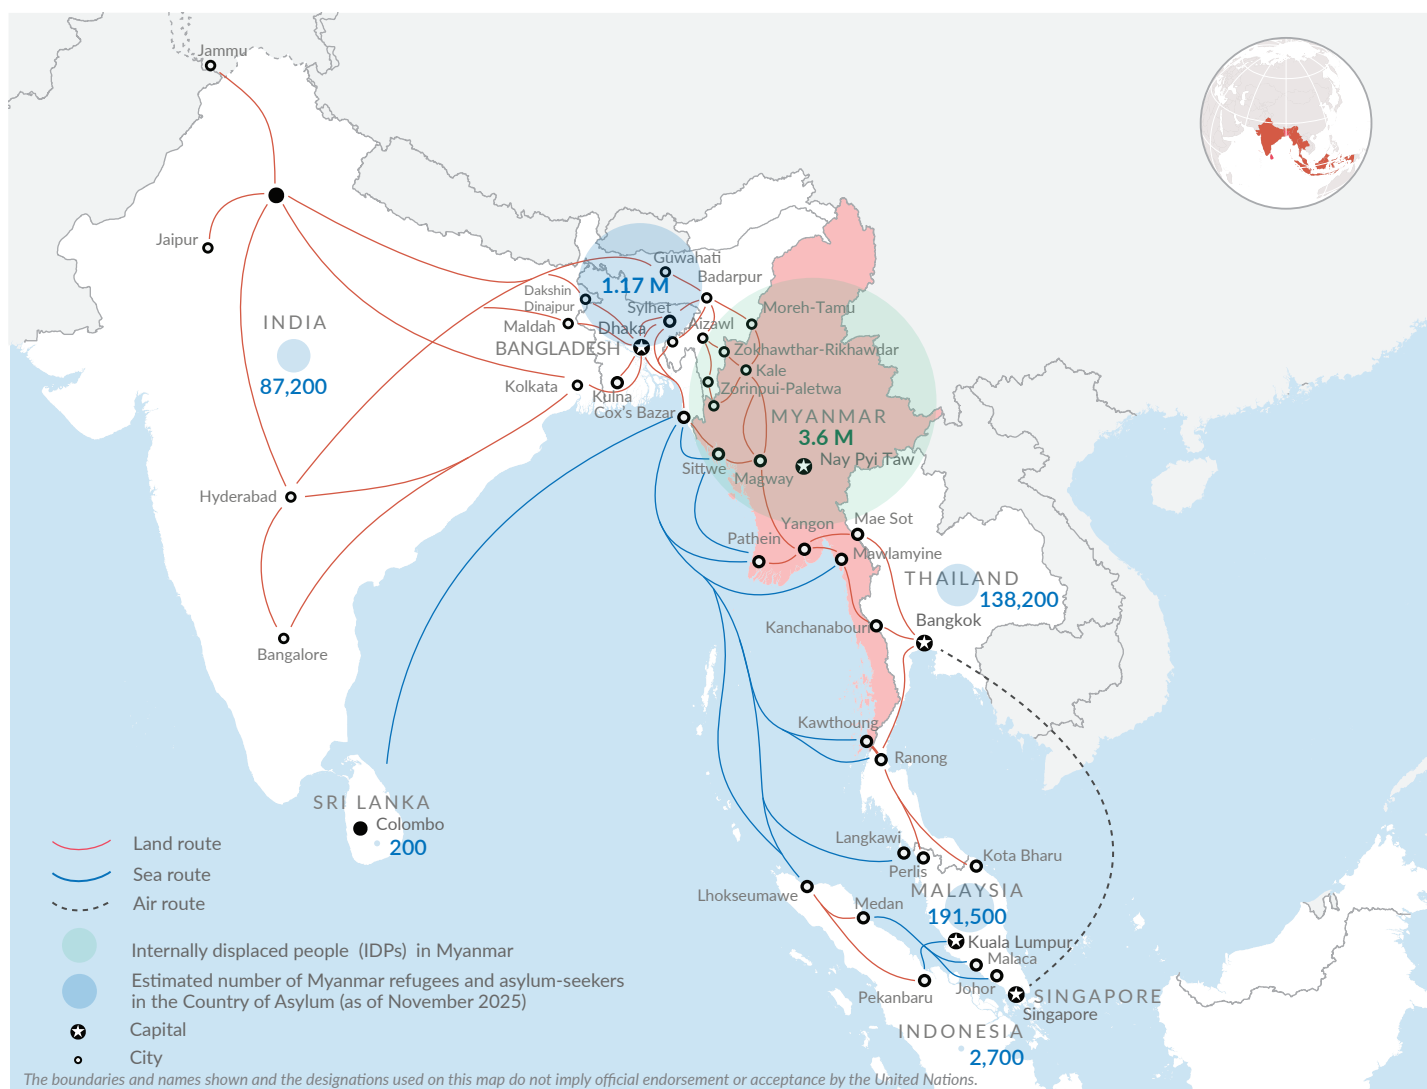 Jammu
Jaipur
INDIA
87,200
Guwahati
1.17 M
Badarpur
Dakshin
Dinajpur
Sylhet
Moreh-Tamu
Maldah
Dhaka
Aizawl
BANGLADESH
Zokhawthar-Rikhawdar
Kale
Kolkata
Zorinpui-Paletwa
Kulna
Cox's Bazar
MYANMAR
3.6 M
Nay Pyi Taw
Sittwe
Magway
Hyderabad
Yangon
Mae Sot
Pathein
Mawlamyine
THAILAND
138,200
Bangkok
Kanchanabouri
Bangalore
Kawthoung
Ranong
SRI LANKA
Colombo
200
Langkawi
Perlis
Kota Bharu
MALAYSIA
191,500
Lhokseumawe
Medan
Kuala Lumpur
Malaca
Johor
Pekanbaru
SINGAPORE
Singapore
INDONESIA
2,700
Land route
Sea route
Air route
Internally displaced people (IDPs) in Myanmar
Estimated number of Myanmar refugees and asylum-seekers
in the Country of Asylum (as of November 2025)
Capital
City
The boundaries and names shown and the designations used on this map do not imply official endorsement or acceptance by the United Nations.